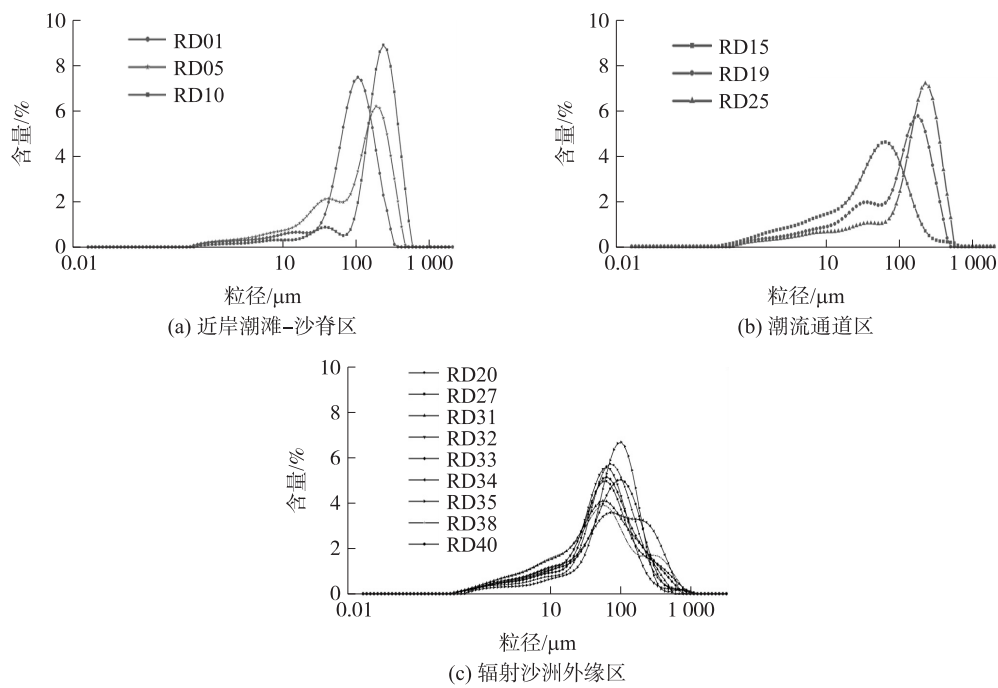 10
8
6
4
2
0
含量/%
RD01
RD05
RD10
0.01
10
100
1 000
粒径/μm
(a) 近岸潮滩-沙脊区
10
8
6
4
2
0
含量/%
RD15
RD19
RD25
0.01
10
100
1 000
粒径/μm
(b) 潮流通道区
10
8
6
4
2
0
含量/%
RD20
RD27
RD31
RD32
RD33
RD34
RD35
RD38
RD40
0.01
10
100
1 000
粒径/μm
(c) 辐射沙洲外缘区